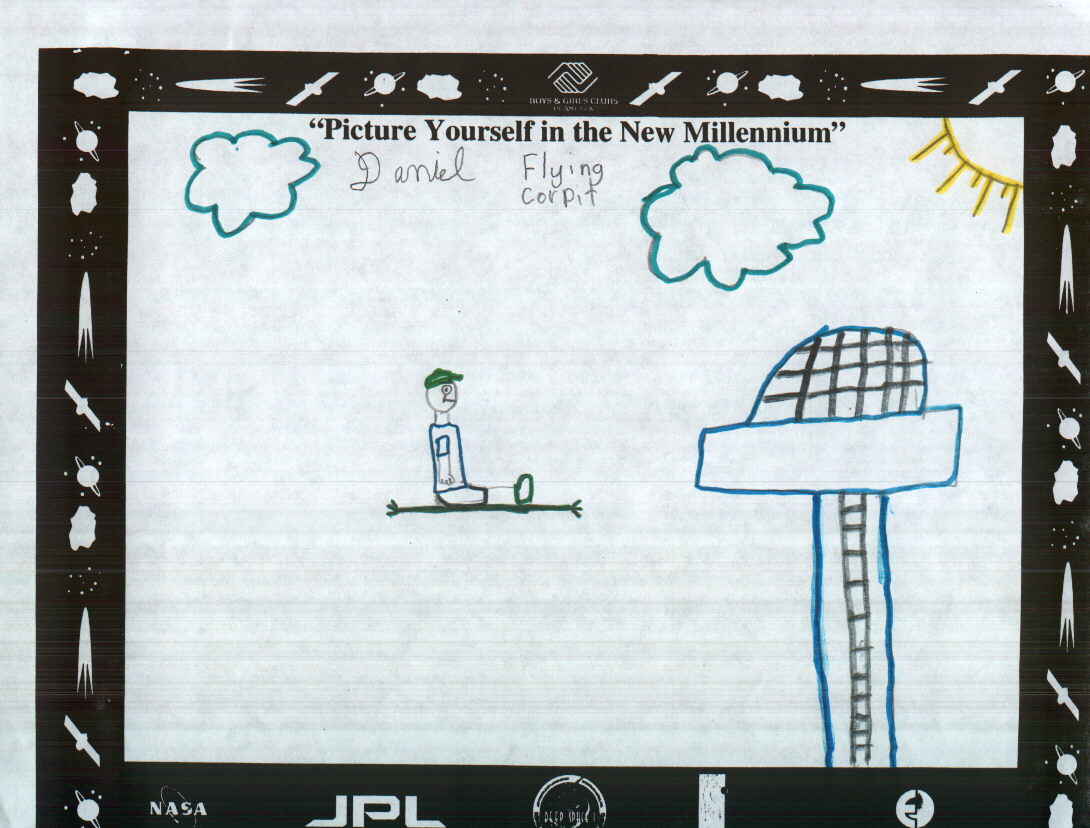 BOYS & GIRLS CLUBS
OF AMERICA
“Picture Yourself in the New Millennium”
Daniel
Flying
corpit
NASA
JPL
DEEP SPACE 1